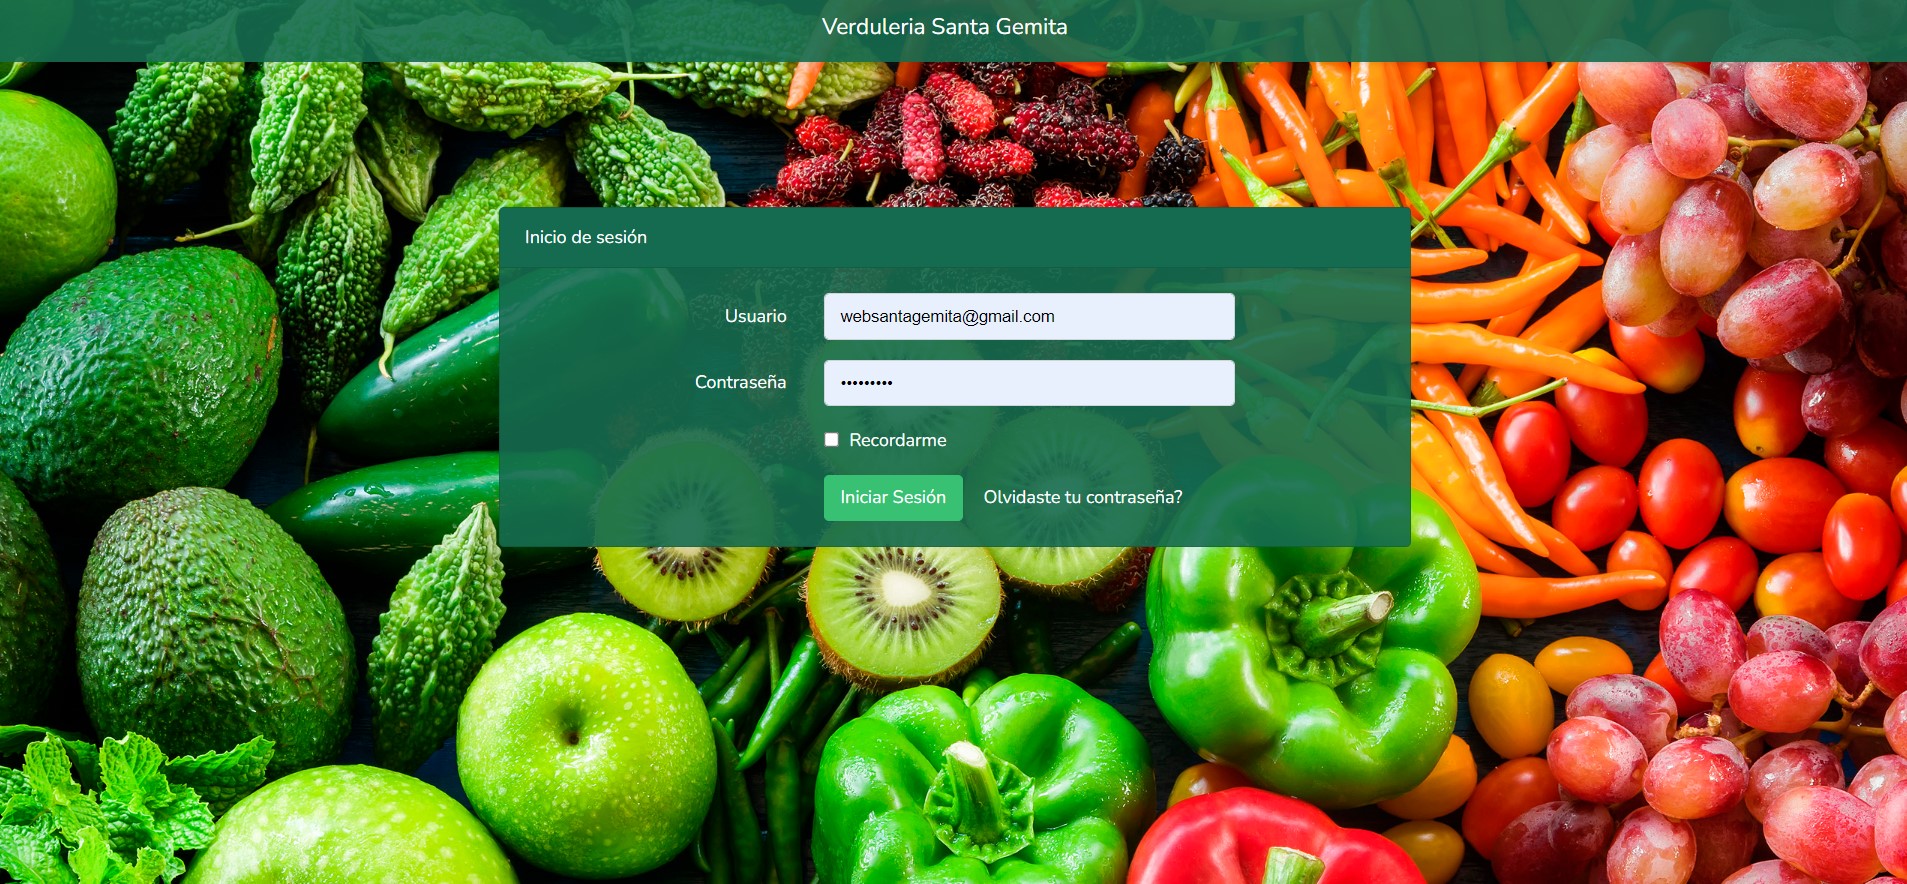 Verduleria Santa Gemita
Inicio de sesión
Usuario
websantagemita@gmail.com
Contraseña
•••••••••
Recordarme
Iniciar Sesión
Olvidaste tu contraseña?